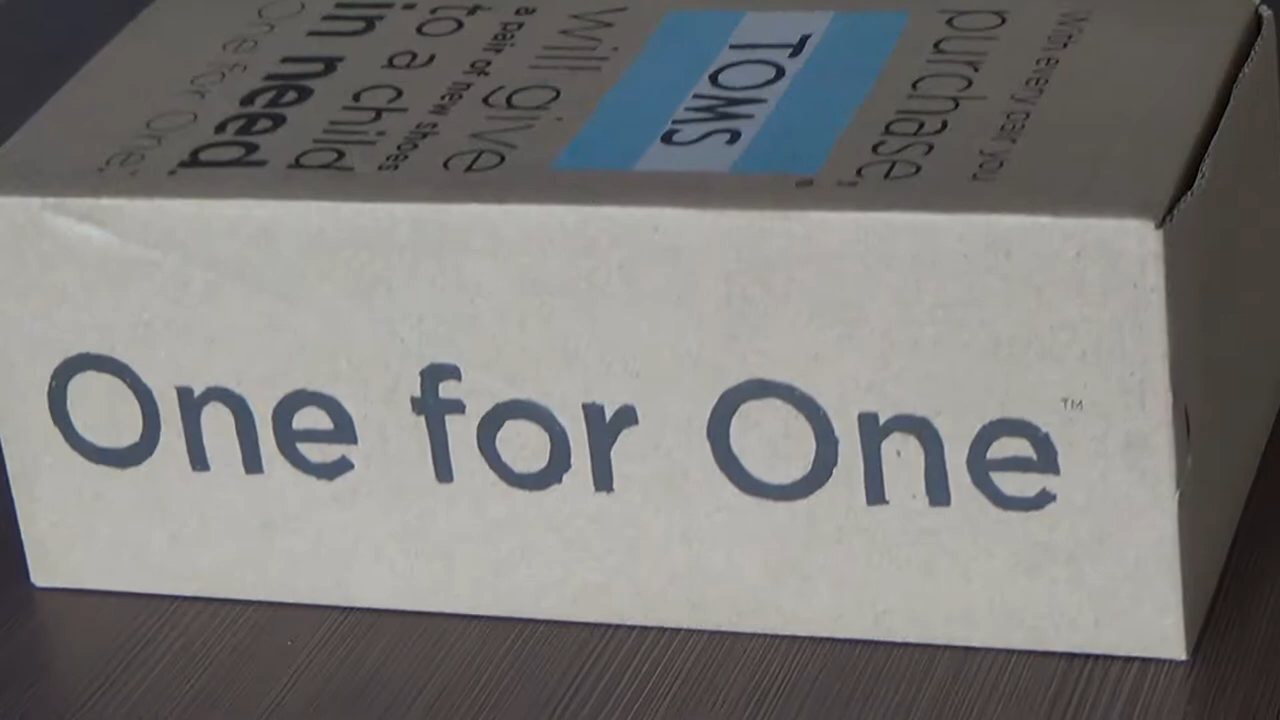 With every pair you
purchase,
TOMS
will give
a pair of new shoes
to a child
in need.
One for One.
One for One™